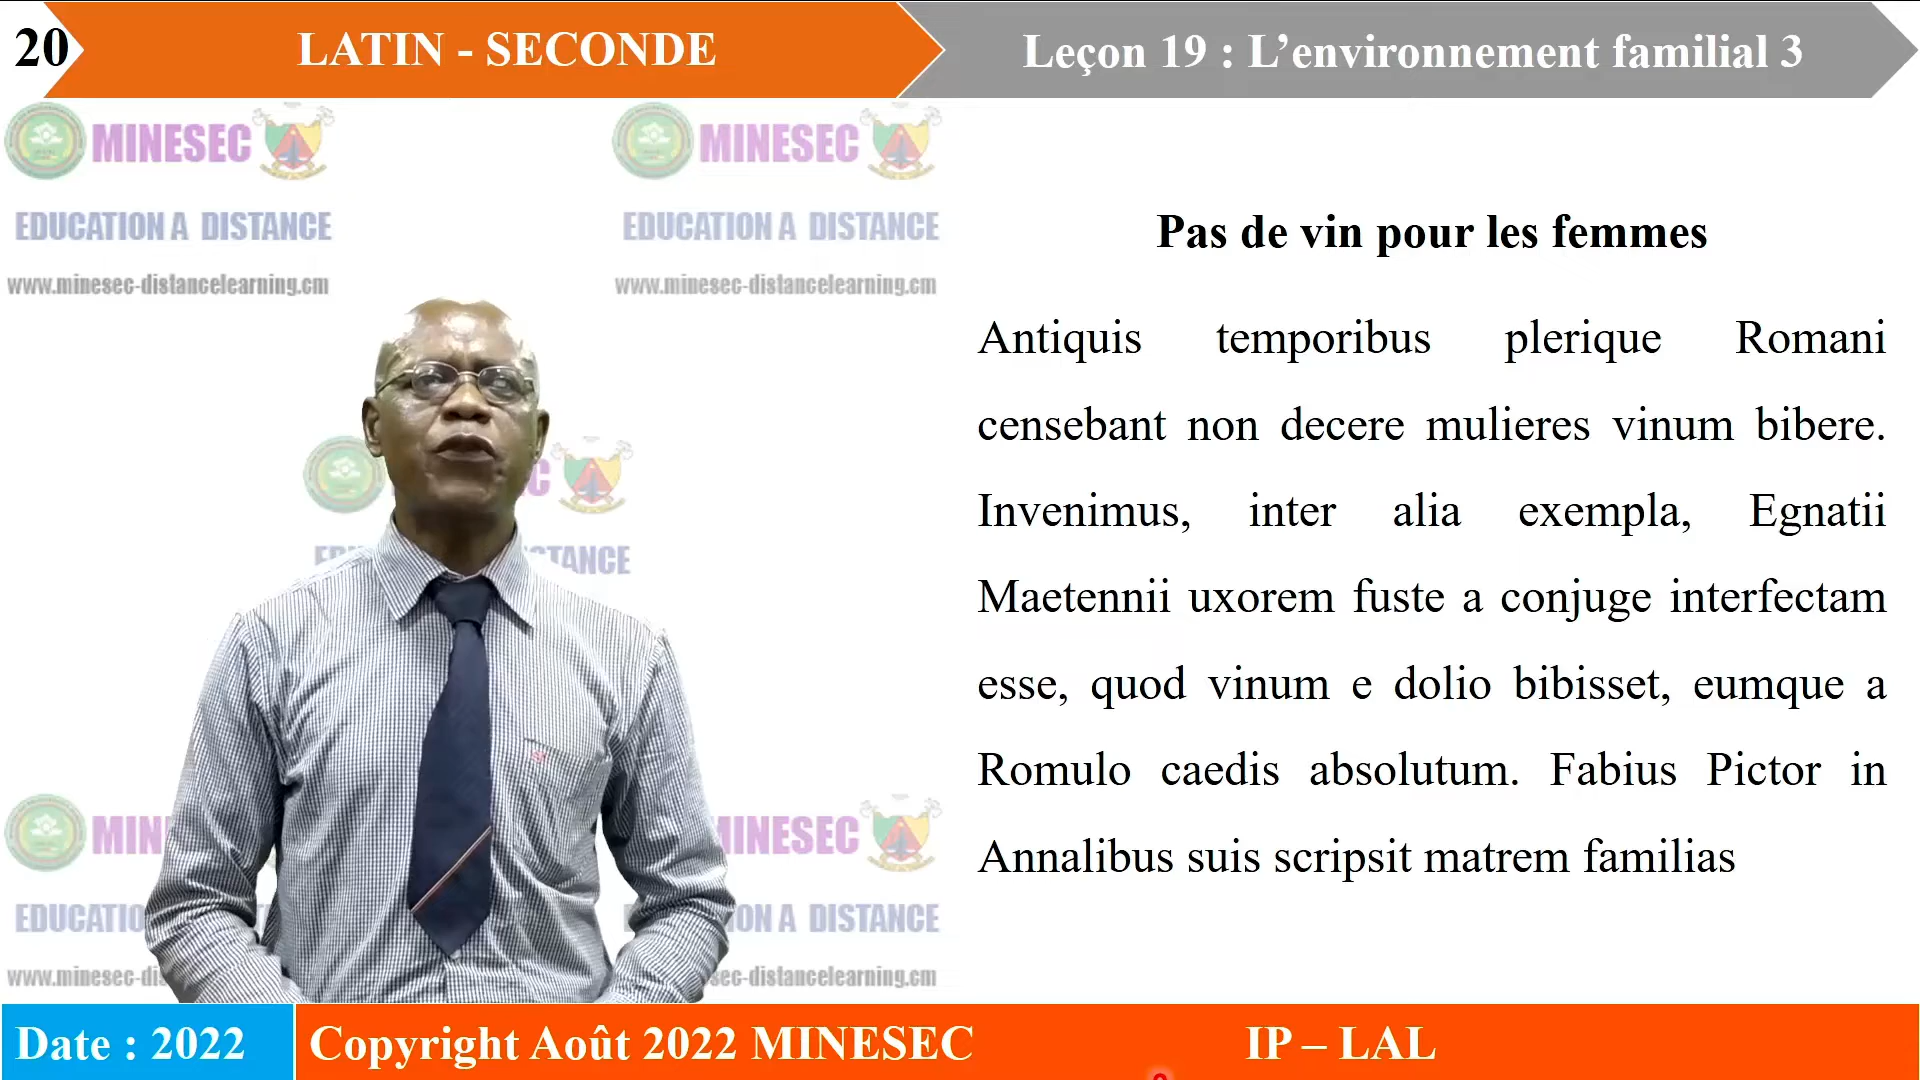 20
LATIN - SECONDE
Leçon 19 : L’environnement familial 3
MINESEC
MINESEC
EDUCATION A DISTANCE
EDUCATION A DISTANCE
www.minesec-distancelearning.cm
www.minesec-distancelearning.cm
Pas de vin pour les femmes
Antiquis temporibus plerique Romani
censebant non decere mulieres vinum bibere.
Invenimus, inter alia exempla, Egnatii
Maetennii uxorem fuste a conjuge interfectam
esse, quod vinum e dolio bibisset, eumque a
Romulo caedis absolutum. Fabius Pictor in
Annalibus suis scripsit matrem familias
Date : 2022
Copyright Août 2022 MINESEC
IP – LAL